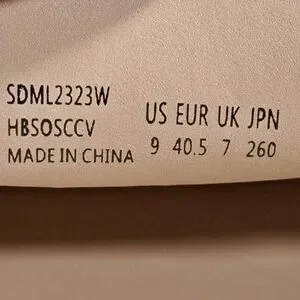 SDML2323W
HBSOSCCV
MADE IN CHINA
US EUR UK JPN
9 40.5 7 260